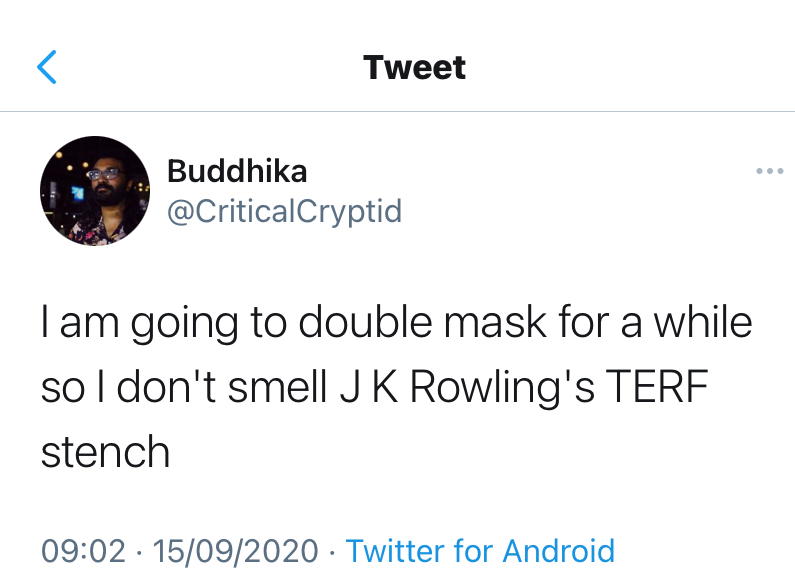 Tweet
Buddhika
@CriticalCryptid
I am going to double mask for a while
so I don't smell J K Rowling's TERF
stench
09:02 · 15/09/2020 · Twitter for Android